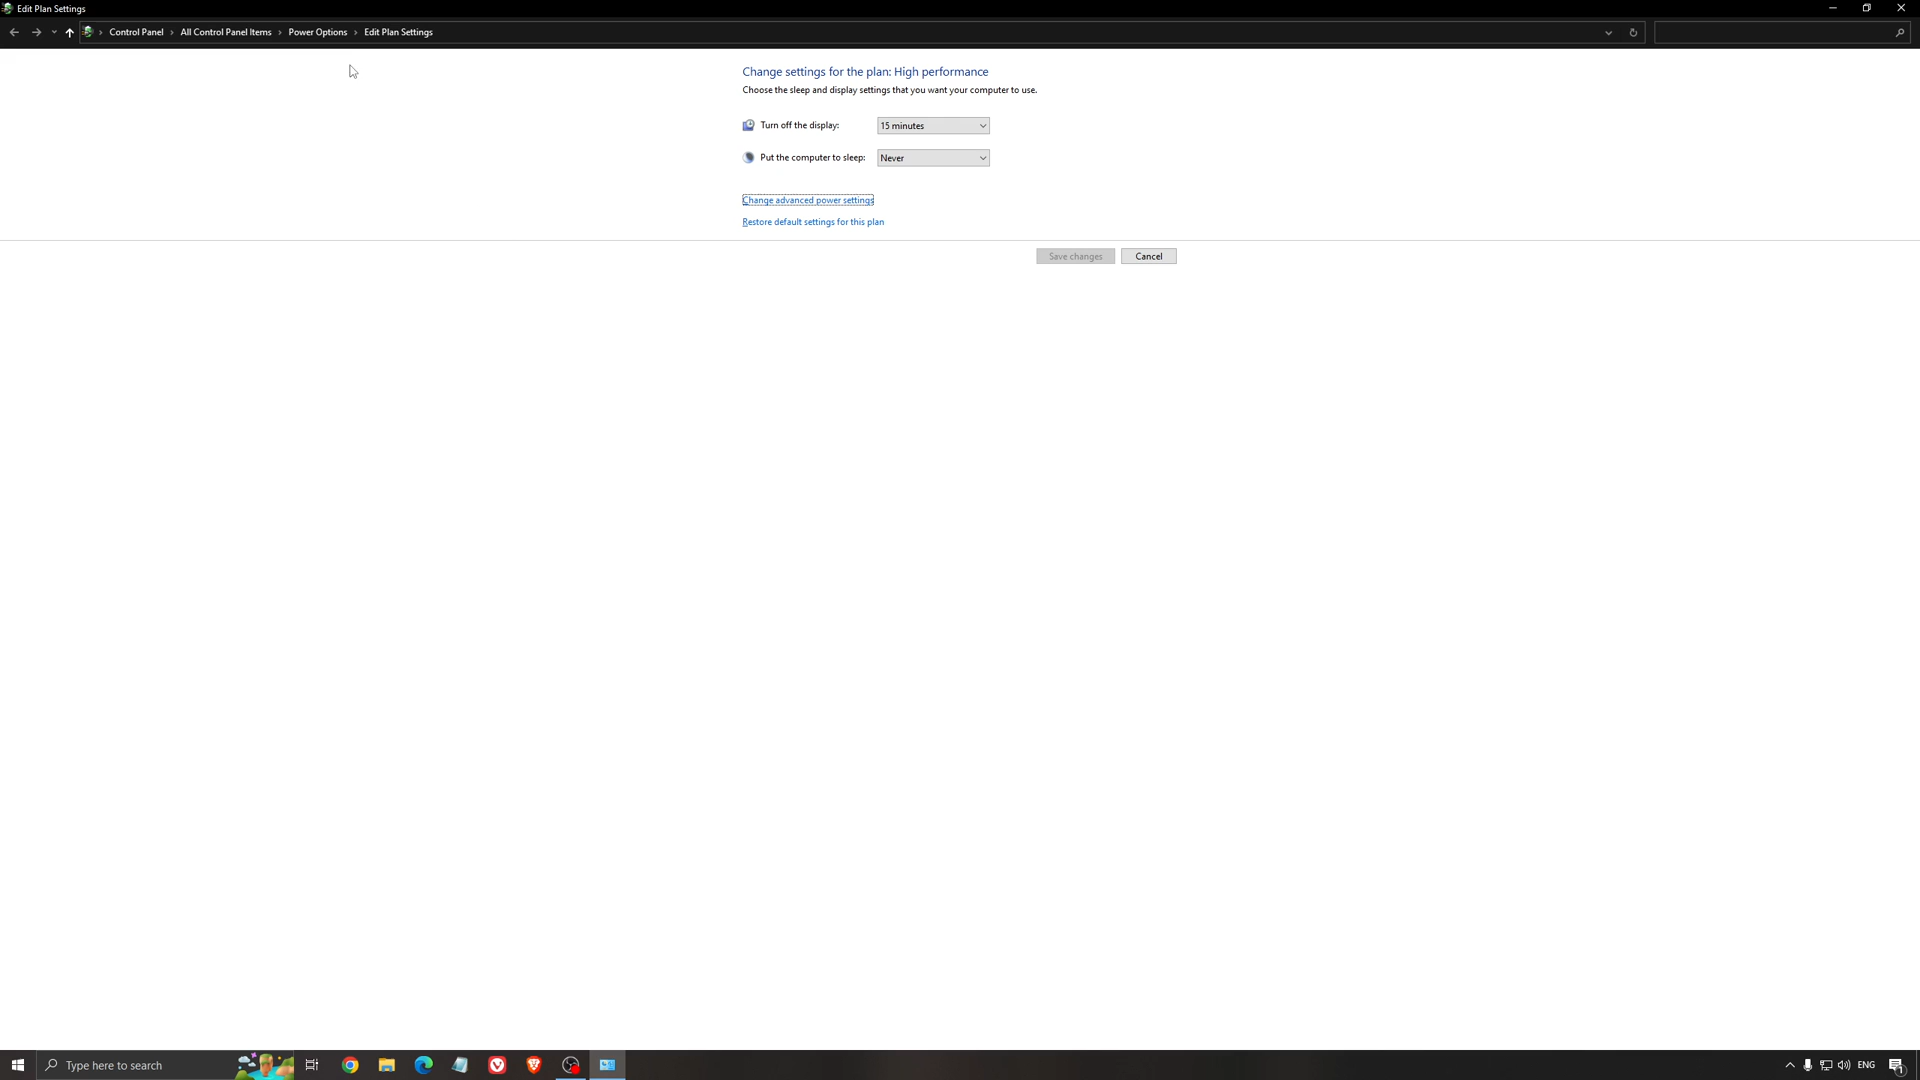 Edit Plan Settings
Control Panel
All Control Panel Items
Power Options
Edit Plan Settings
Change settings for the plan: High performance
Choose the sleep and display settings that you want your computer to use.
Turn off the display:
15 minutes
Put the computer to sleep:
Never
Change advanced power settings
Restore default settings for this plan
Save changes
Cancel
Type here to search
ENG
1